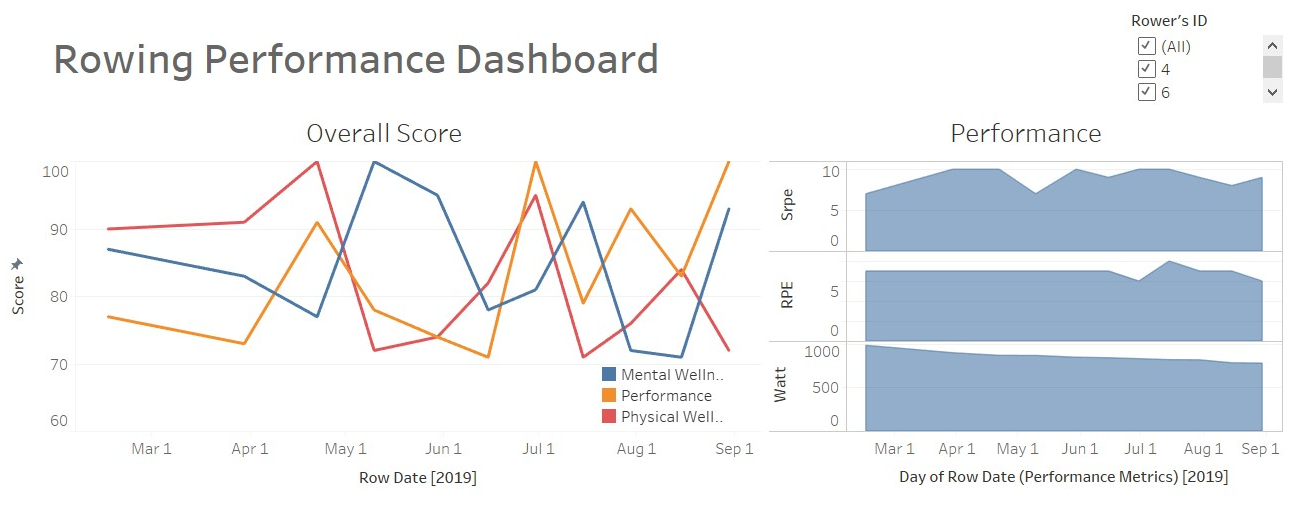 Rower’s ID
(All)
4
6
Rowing Performance Dashboard
Overall Score
100
90
80
70
60
Score
Mental Welln..
Performance
Physical Well..
Mar 1 Apr 1 May 1 Jun 1 Jul 1 Aug 1 Sep 1
Row Date [2019]
Performance
Srpe
10
5
0
RPE
5
0
Watt
1000
500
0
Mar 1 Apr 1 May 1 Jun 1 Jul 1 Aug 1 Sep 1
Day of Row Date (Performance Metrics) [2019]